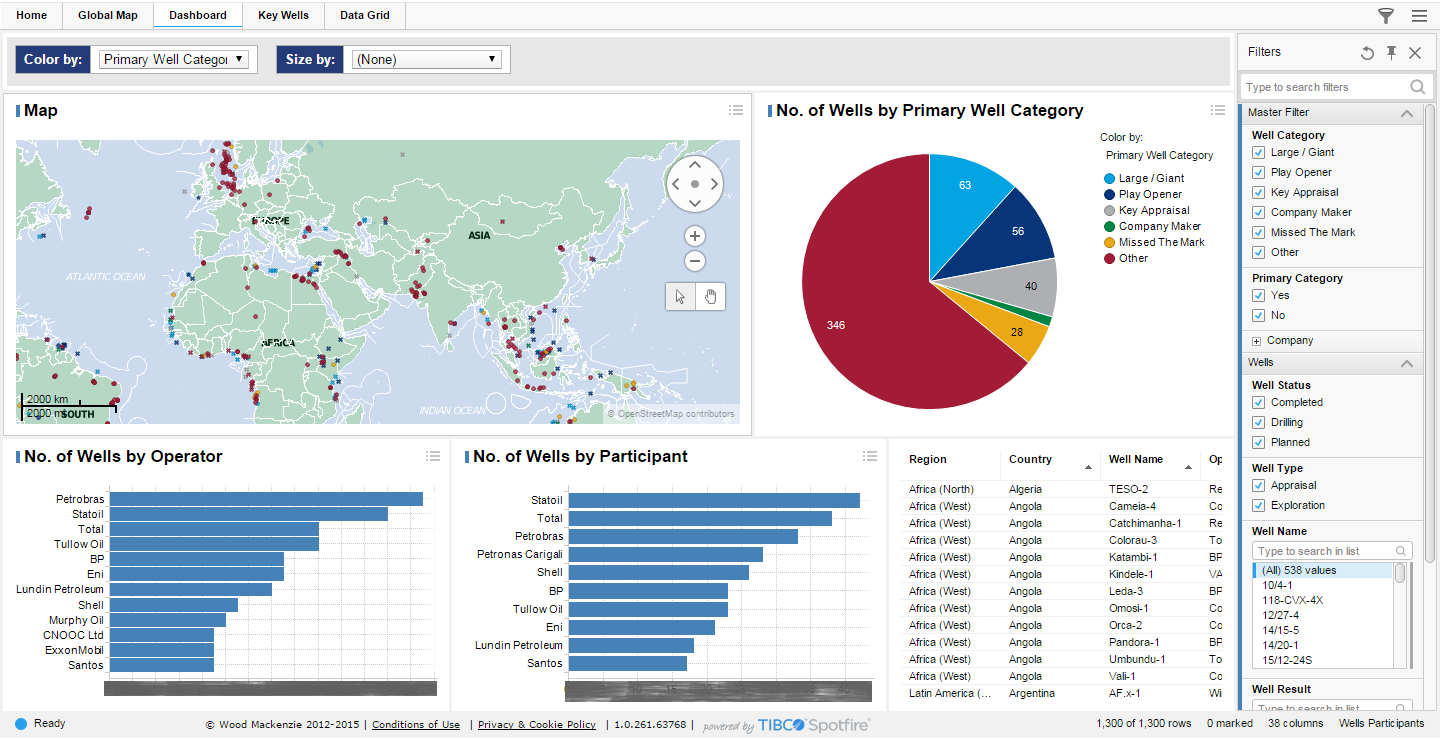 Home Global Map Dashboard Key Wells Data Grid
Color by: Primary Well Categor Size by: (None)
Map
EUROPE
ASIA
ATLANTIC OCEAN
AFRICA
INDIAN OCEAN
2000 km
2000 mi
SOUTH
© OpenStreetMap contributors
No. of Wells by Primary Well Category
Color by:
Primary Well Category
Large / Giant
Play Opener
Key Appraisal
Company Maker
Missed The Mark
Other
63
56
40
28
346
No. of Wells by Operator
Petrobras
Statoil
Total
Tullow Oil
BP
Eni
Lundin Petroleum
Shell
Murphy Oil
CNOOC Ltd
ExxonMobil
Santos
No. of Wells by Participant
Statoil
Total
Petrobras
Petronas Carigali
Shell
BP
Tullow Oil
Eni
Lundin Petroleum
Santos
Region Country Well Name Op
Africa (North) Algeria TESO-2 Re
Africa (West) Angola Cameia-4 Co
Africa (West) Angola Catchimanha-1 Re
Africa (West) Angola Colorau-3 To
Africa (West) Angola Katambi-1 BP
Africa (West) Angola Kindele-1 VA
Africa (West) Angola Leda-3 BP
Africa (West) Angola Omosi-1 Co
Africa (West) Angola Orca-2 Co
Africa (West) Angola Pandora-1 BP
Africa (West) Angola Umbundu-1 To
Africa (West) Angola Vali-1 Co
Latin America (... Argentina AF.x-1 Wi
Filters
Type to search filters
Master Filter
Well Category
Large / Giant
Play Opener
Key Appraisal
Company Maker
Missed The Mark
Other
Primary Category
Yes
No
Company
Wells
Well Status
Completed
Drilling
Planned
Well Type
Appraisal
Exploration
Well Name
Type to search in list
(All) 538 values
10/4-1
118-CVX-4X
12/27-4
14/15-5
14/20-1
15/12-24S
Well Result
Type to search in list
Ready
© Wood Mackenzie 2012-2015 | Conditions of Use | Privacy & Cookie Policy | 1.0.261.63768 | powered by TIBCO Spotfire®
1,300 of 1,300 rows 0 marked 38 columns Wells Participants